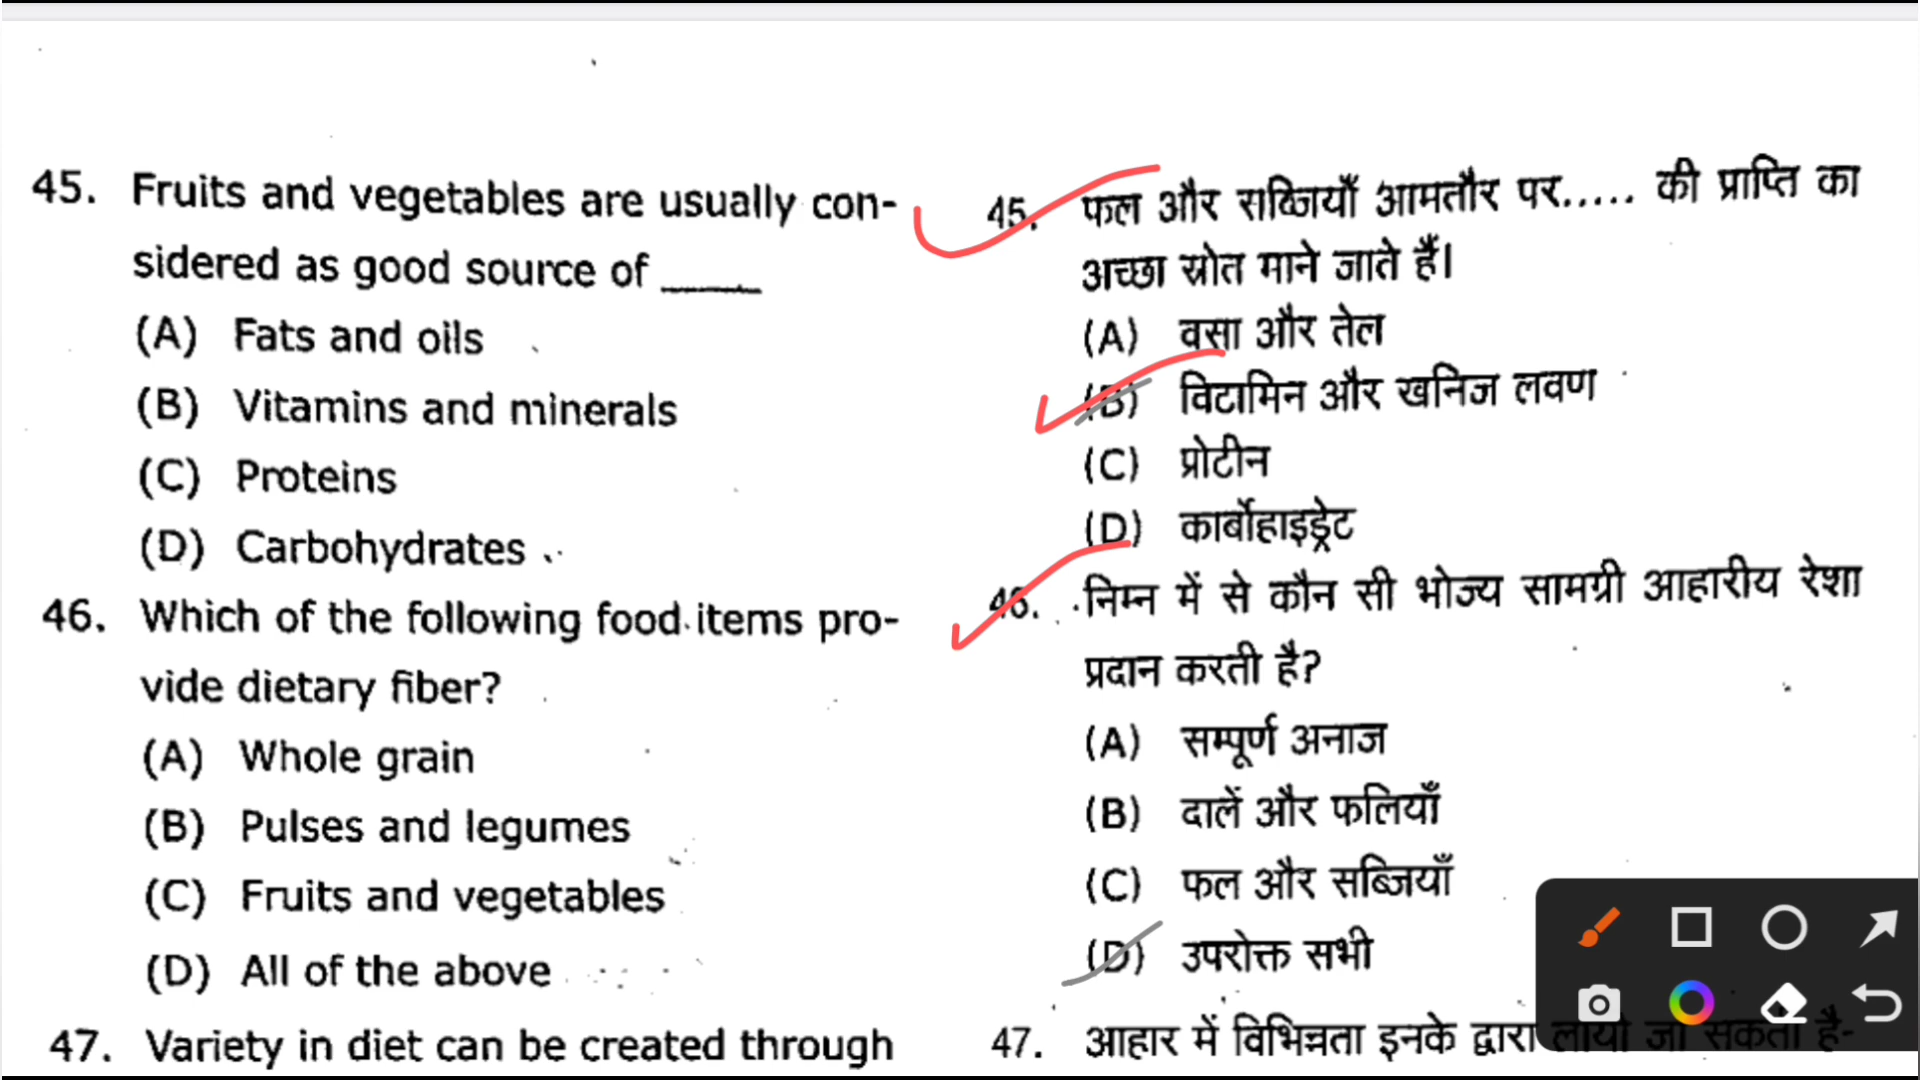 45. Fruits and vegetables are usually con-
sidered as good source of ____
(A) Fats and oils
(B) Vitamins and minerals
(C) Proteins
(D) Carbohydrates
46. Which of the following food items pro-
vide dietary fiber?
(A) Whole grain
(B) Pulses and legumes
(C) Fruits and vegetables
(D) All of the above
47. Variety in diet can be created through
45. फल और सब्जियाँ आमतौर पर..... की प्राप्ति का
अच्छा स्रोत माने जाते हैं।
(A) वसा और तेल
(B) विटामिन और खनिज लवण
(C) प्रोटीन
(D) कार्बोहाइड्रेट
46. निम्न में से कौन सी भोज्य सामग्री आहारीय रेशा
प्रदान करती है?
(A) सम्पूर्ण अनाज
(B) दालें और फलियाँ
(C) फल और सब्जियाँ
(D) उपरोक्त सभी
47. आहार में विभिन्नता इनके द्वारा लायी जा सकती है-